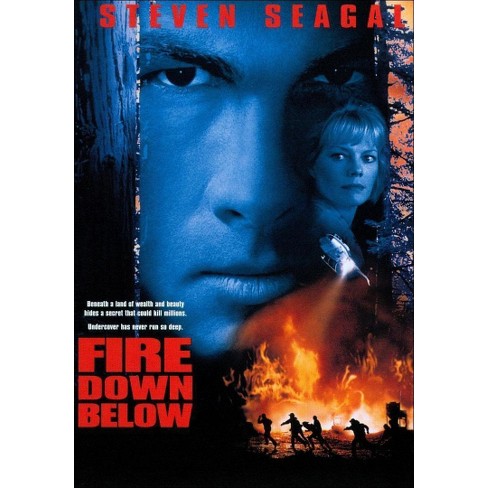 STEVEN SEAGAL
Beneath a land of wealth and beauty
hides a secret that could kill millions.
Undercover has never run so deep.
FIRE
DOWN
BELOW